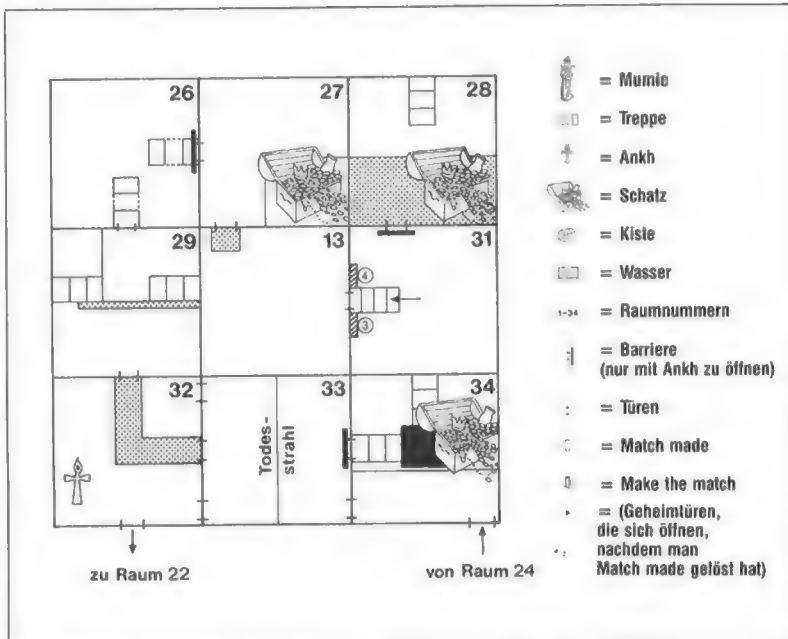 26
27
28
29
13
31
④
③
32
33
34
Todes-
strahl
zu Raum 22
von Raum 24
= Mumie
= Treppe
= Ankh
= Schatz
= Kiste
= Wasser
1-34 = Raumnummern
= Barriere
(nur mit Ankh zu öffnen)
= Türen
= Match made
= Make the match
= (Geheimtüren,
die sich öffnen,
nachdem man
Match made gelöst hat)